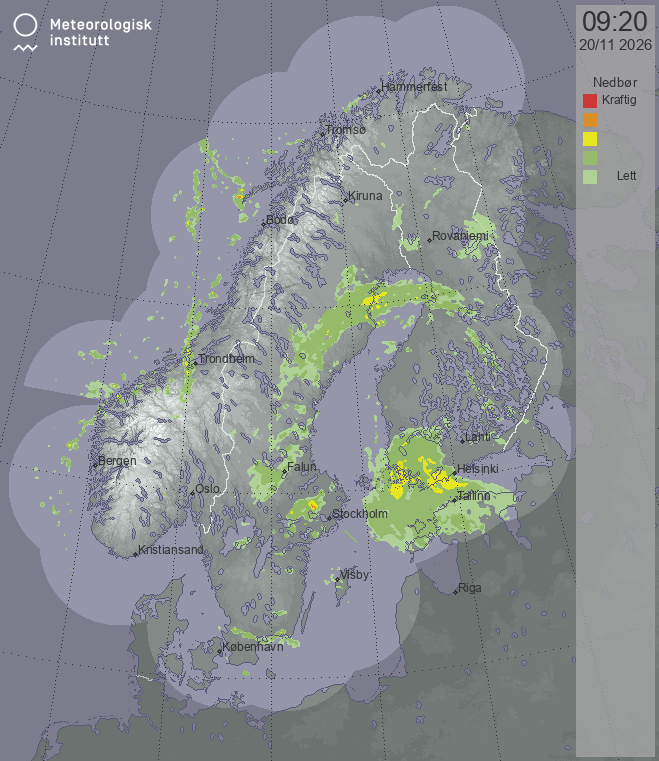 Meteorologisk
institutt
09:20
20/11 2026
Nedbør
Kraftig
Lett
Hammerfest
Tromsø
Kiruna
Bodø
Rovaniemi
Trondheim
Lahti
Bergen
Falun
Helsinki
Oslo
Tallinn
Stockholm
Kristiansand
Visby
Riga
København